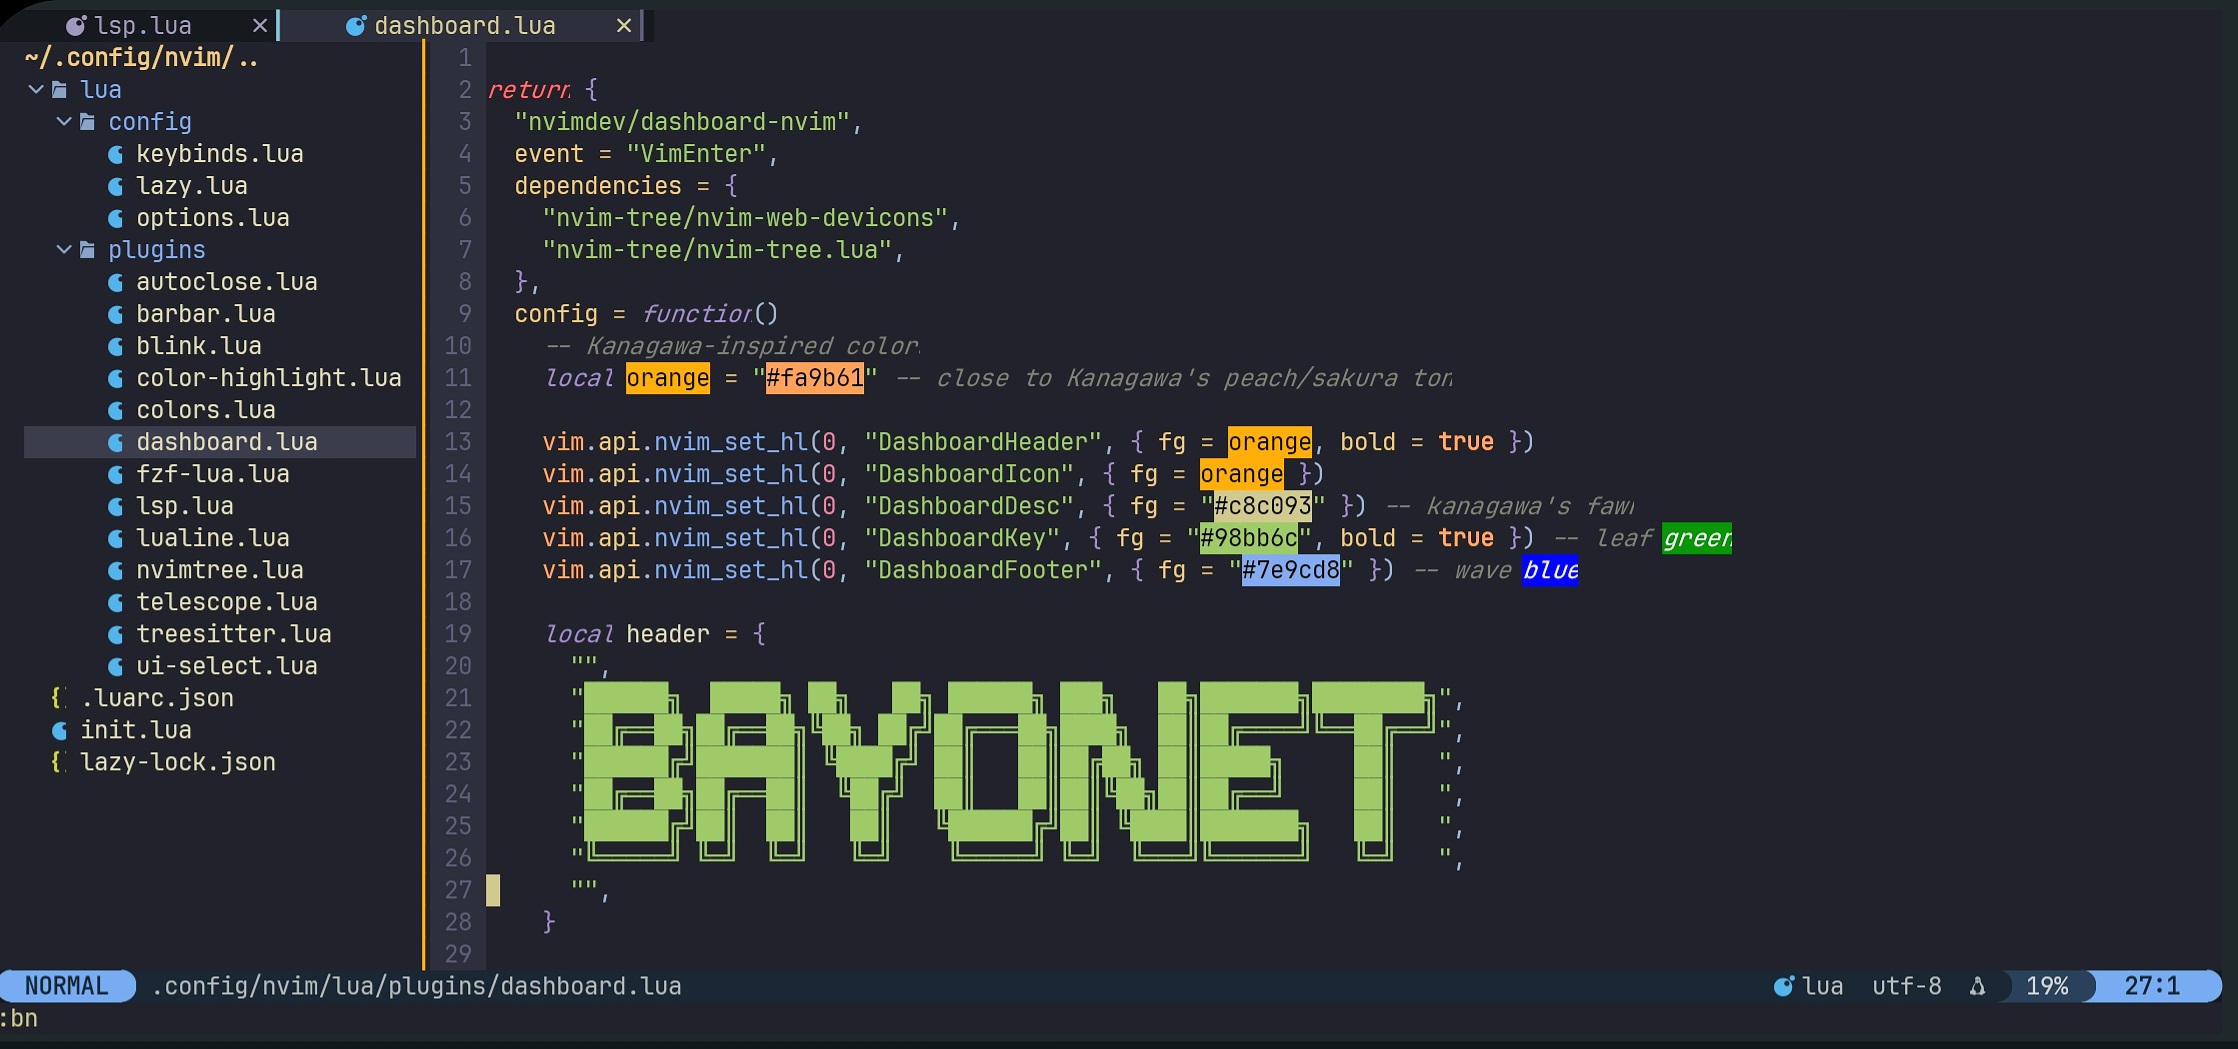 lsp.lua × dashboard.lua ×
~/.config/nvim/..
lua
config
keybinds.lua
lazy.lua
options.lua
plugins
autoclose.lua
barbar.lua
blink.lua
color-highlight.lua
colors.lua
dashboard.lua
fzf-lua.lua
lsp.lua
lualine.lua
nvimtree.lua
telescope.lua
treesitter.lua
ui-select.lua
{} .luarc.json
init.lua
{} lazy-lock.json
1
2 return {
3 "nvimdev/dashboard-nvim",
4 event = "VimEnter",
5 dependencies = {
6 "nvim-tree/nvim-web-devicons",
7 "nvim-tree/nvim-tree.lua",
8 },
9 config = function()
10 -- Kanagawa-inspired color
11 local orange = "#fa9b61" -- close to Kanagawa's peach/sakura ton
12
13 vim.api.nvim_set_hl(0, "DashboardHeader", { fg = orange, bold = true })
14 vim.api.nvim_set_hl(0, "DashboardIcon", { fg = orange })
15 vim.api.nvim_set_hl(0, "DashboardDesc", { fg = "#c8c093" }) -- kanagawa's fawn
16 vim.api.nvim_set_hl(0, "DashboardKey", { fg = "#98bb6c", bold = true }) -- leaf green
17 vim.api.nvim_set_hl(0, "DashboardFooter", { fg = "#7e9cd8" }) -- wave blue
18
19 local header = {
20 "",
21
22
23 BAYONET
24
25
26
27 "",
28 }
29
NORMAL .config/nvim/lua/plugins/dashboard.lua lua utf-8 19% 27:1
:bn